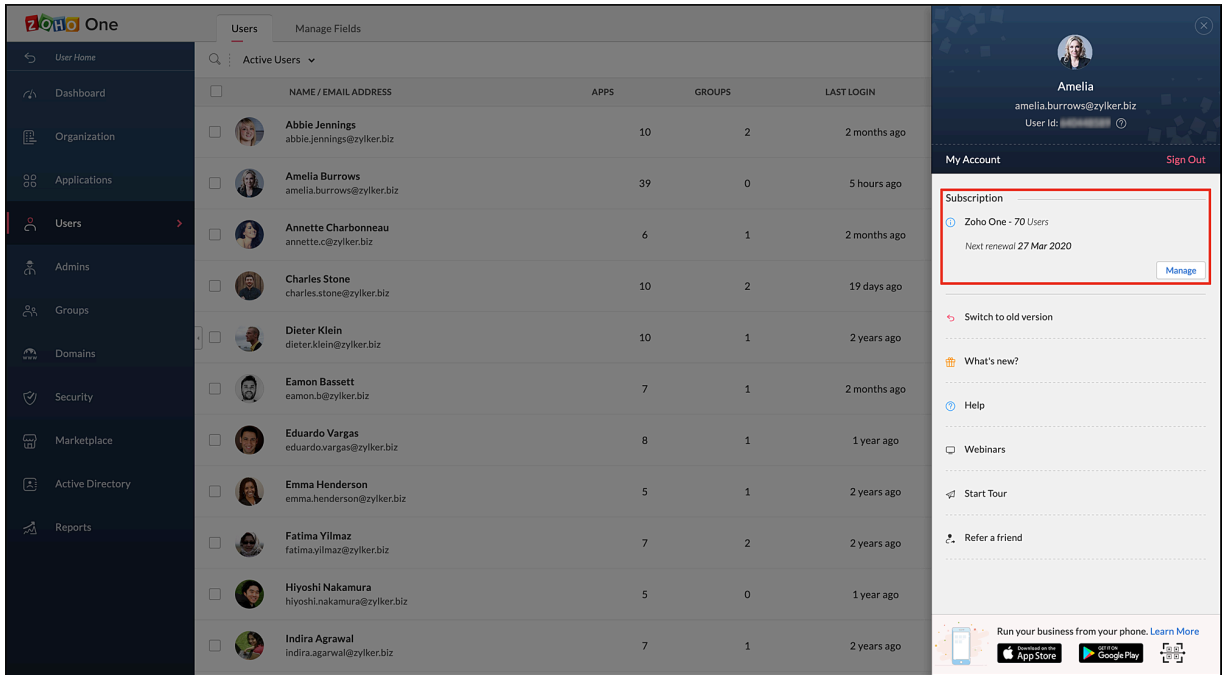 ZOHO One
Users
Manage Fields
User Home
Active Users
Dashboard
Organization
Applications
Users
Admins
Groups
Domains
Security
Marketplace
Active Directory
Reports
NAME / EMAIL ADDRESS APPS GROUPS LAST LOGIN
Abbie Jennings
abbie.jennings@zylker.biz
10 2 2 months ago
Amelia Burrows
amelia.burrows@zylker.biz
39 0 5 hours ago
Annette Charbonneau
annette.c@zylker.biz
6 1 2 months ago
Charles Stone
charles.stone@zylker.biz
10 2 19 days ago
Dieter Klein
dieter.klein@zylker.biz
10 1 2 years ago
Eamon Bassett
eamon.b@zylker.biz
7 1 2 months ago
Eduardo Vargas
eduardo.vargas@zylker.biz
8 1 1 year ago
Emma Henderson
emma.henderson@zylker.biz
5 1 2 years ago
Fatima Yilmaz
fatima.yilmaz@zylker.biz
7 2 2 years ago
Hiyoshi Nakamura
hiyoshi.nakamura@zylker.biz
5 0 1 year ago
Indira Agrawal
indira.agarwal@zylker.biz
7 1 2 years ago
Amelia
amelia.burrows@zylker.biz
User Id:
My Account Sign Out
Subscription
Zoho One - 70 Users
Next renewal 27 Mar 2020
Manage
Switch to old version
What's new?
Help
Webinars
Start Tour
Refer a friend
Run your business from your phone. Learn More
Download on the
App Store
GET IT ON
Google Play